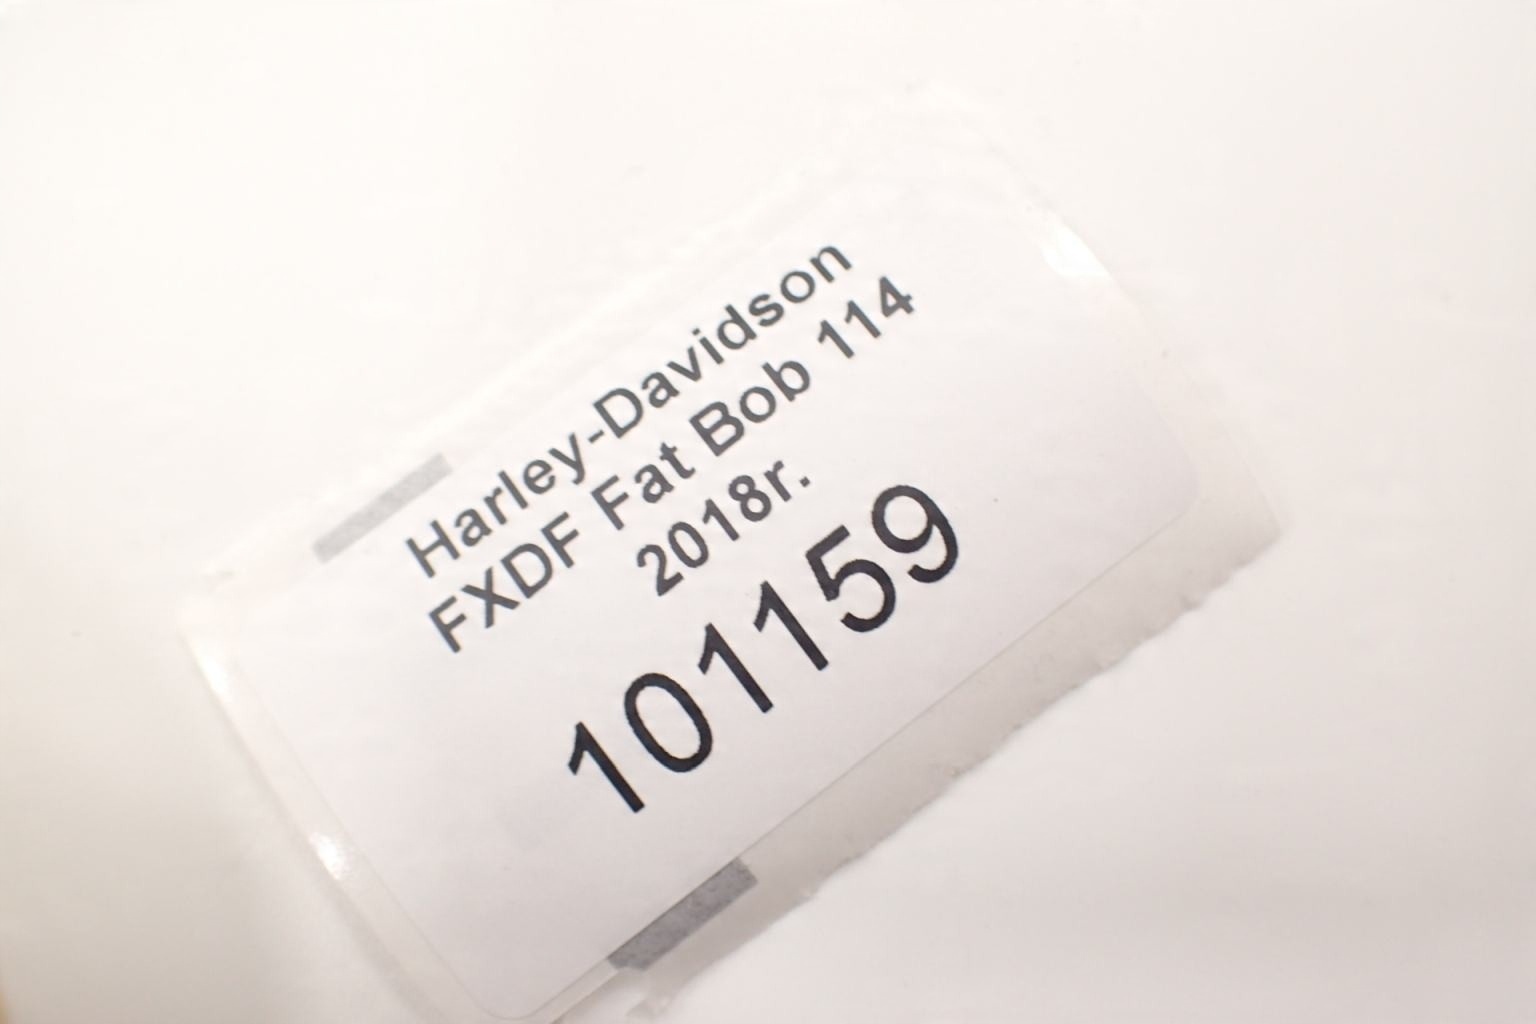 Harley-Davidson
FXDF Fat Bob 114
2018r.
101159